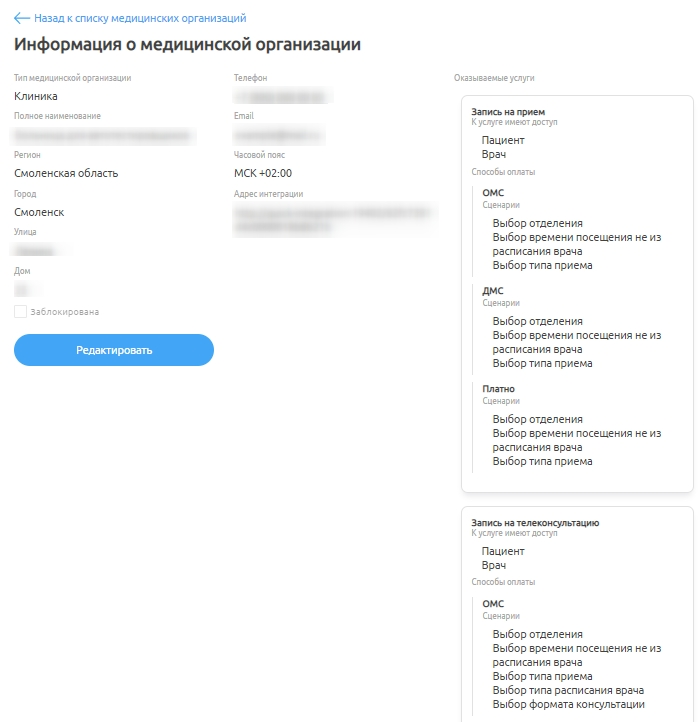 Назад к списку медицинских организаций
Информация о медицинской организации
Тип медицинской организации
Клиника
Полное наименование
Регион
Смоленская область
Город
Смоленск
Улица
Дом
Заблокирована
Редактировать
Телефон
Email
Часовой пояс
МСК +02:00
Адрес интеграции
Оказываемые услуги
Запись на прием
К услуге имеют доступ
Пациент
Врач
Способы оплаты
ОМС
Сценарии
Выбор отделения
Выбор времени посещения не из
расписания врача
Выбор типа приема
ДМС
Сценарии
Выбор отделения
Выбор времени посещения не из
расписания врача
Выбор типа приема
Платно
Сценарии
Выбор отделения
Выбор времени посещения не из
расписания врача
Выбор типа приема
Запись на телеконсультацию
К услуге имеют доступ
Пациент
Врач
Способы оплаты
ОМС
Сценарии
Выбор отделения
Выбор времени посещения не из
расписания врача
Выбор типа приема
Выбор типа расписания врача
Выбор формата консультации